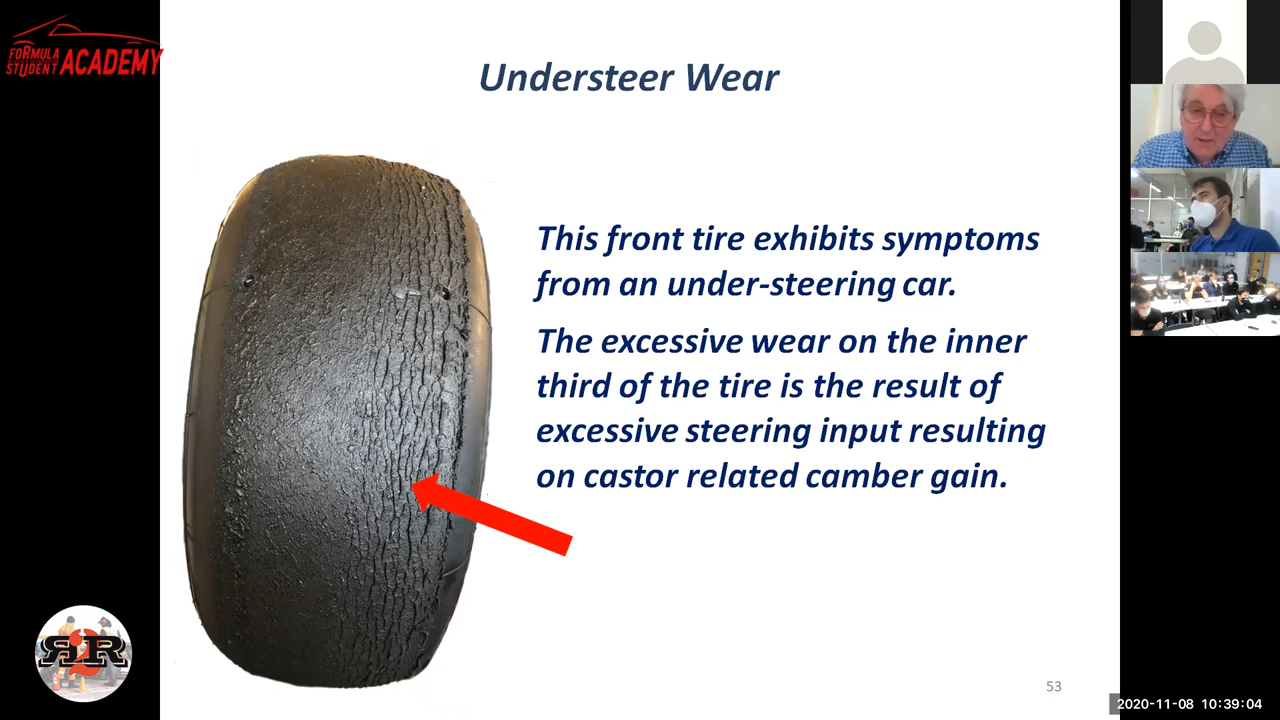 FORMULA
STUDENT ACADEMY
Understeer Wear
This front tire exhibits symptoms
from an under-steering car.
The excessive wear on the inner
third of the tire is the result of
excessive steering input resulting
on castor related camber gain.
R2R
53
2020-11-08 10:39:04